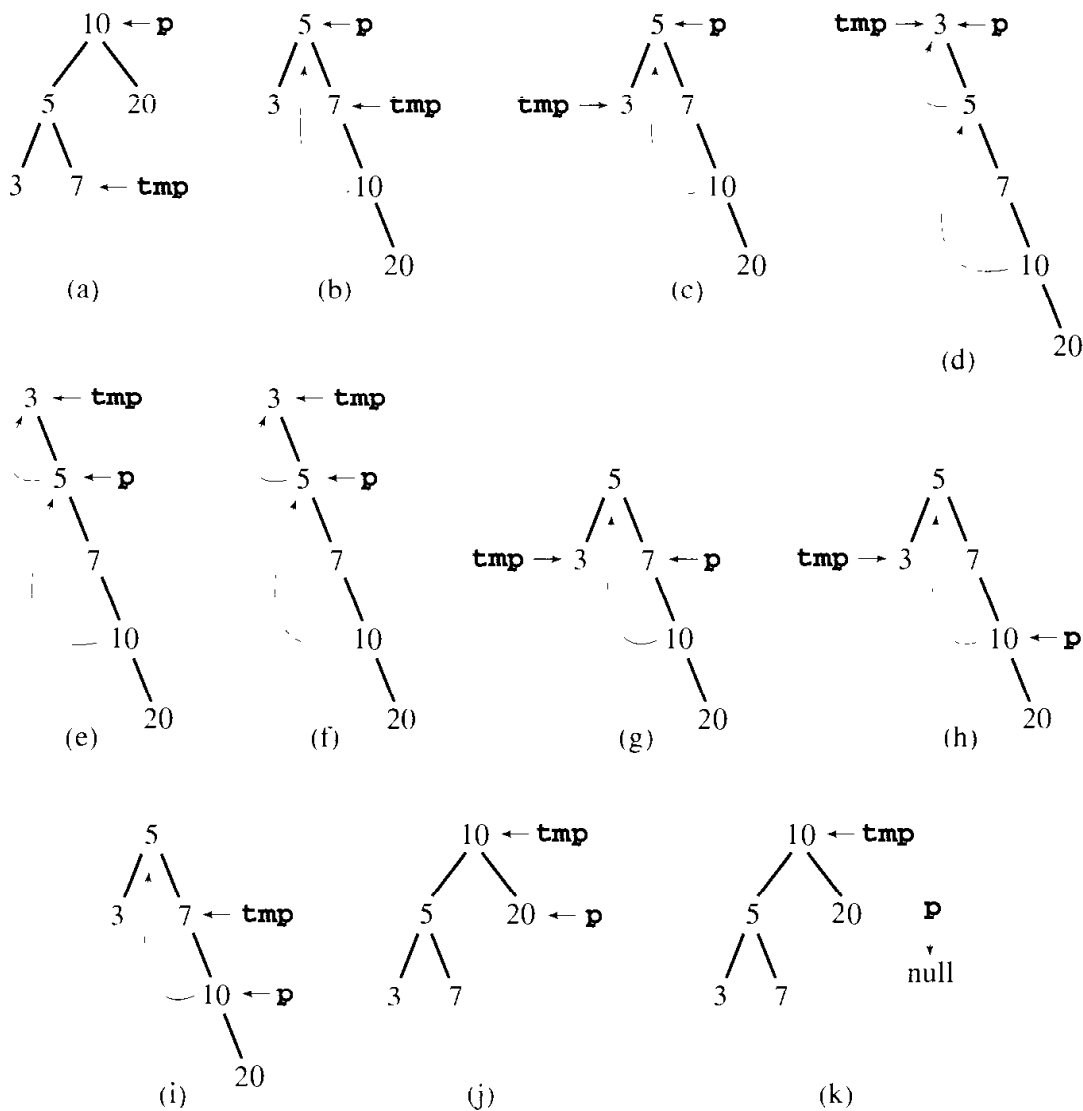 10 ← p
5 20
3 7 ← tmp
(a)
5 ← p
3 7 ← tmp
10
20
(b)
5 ← p
tmp → 3 7
10
20
(c)
tmp → 3 ← p
5
7
10
20
(d)
3 ← tmp
5 ← p
7
10
20
(e)
3 ← tmp
5 ← p
7
10
20
(f)
5
tmp → 3 7 ← p
10
20
(g)
5
tmp → 3 7
10 ← p
20
(h)
5
3 7 ← tmp
10 ← p
20
(i)
10 ← tmp
5 20 ← p
3 7
(j)
10 ← tmp
5 20 p
null
3 7
(k)